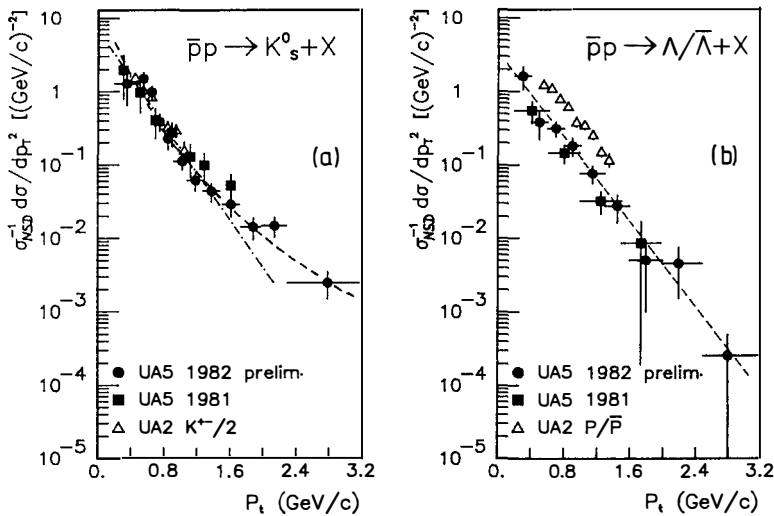 p̄p → K⁰ₛ + X
(a)
σ⁻¹NSD dσ/dp²T [(GeV/c)⁻²]
10
1
10⁻¹
10⁻²
10⁻³
10⁻⁴
10⁻⁵
● UA5 1982 prelim.
■ UA5 1981
△ UA2 K⁺⁻/2
0. 0.8 1.6 2.4 3.2
Pₜ (GeV/c)
p̄p → Λ/Λ̄ + X
(b)
σ⁻¹NSD dσ/dp²T [(GeV/c)⁻²]
10
1
10⁻¹
10⁻²
10⁻³
10⁻⁴
10⁻⁵
● UA5 1982 prelim.
■ UA5 1981
△ UA2 P/P̄
0. 0.8 1.6 2.4 3.2
Pₜ (GeV/c)